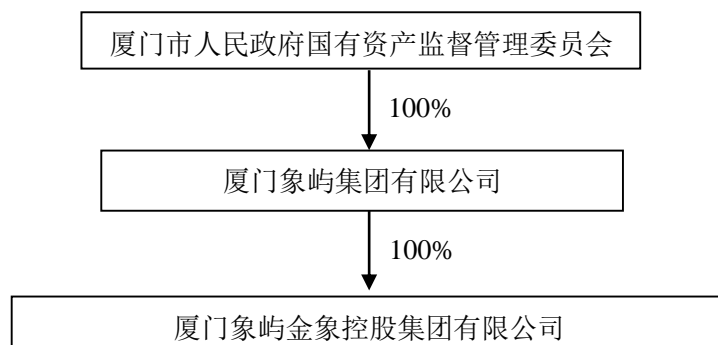 厦门市人民政府国有资产监督管理委员会
100%
厦门象屿集团有限公司
100%
厦门象屿金象控股集团有限公司